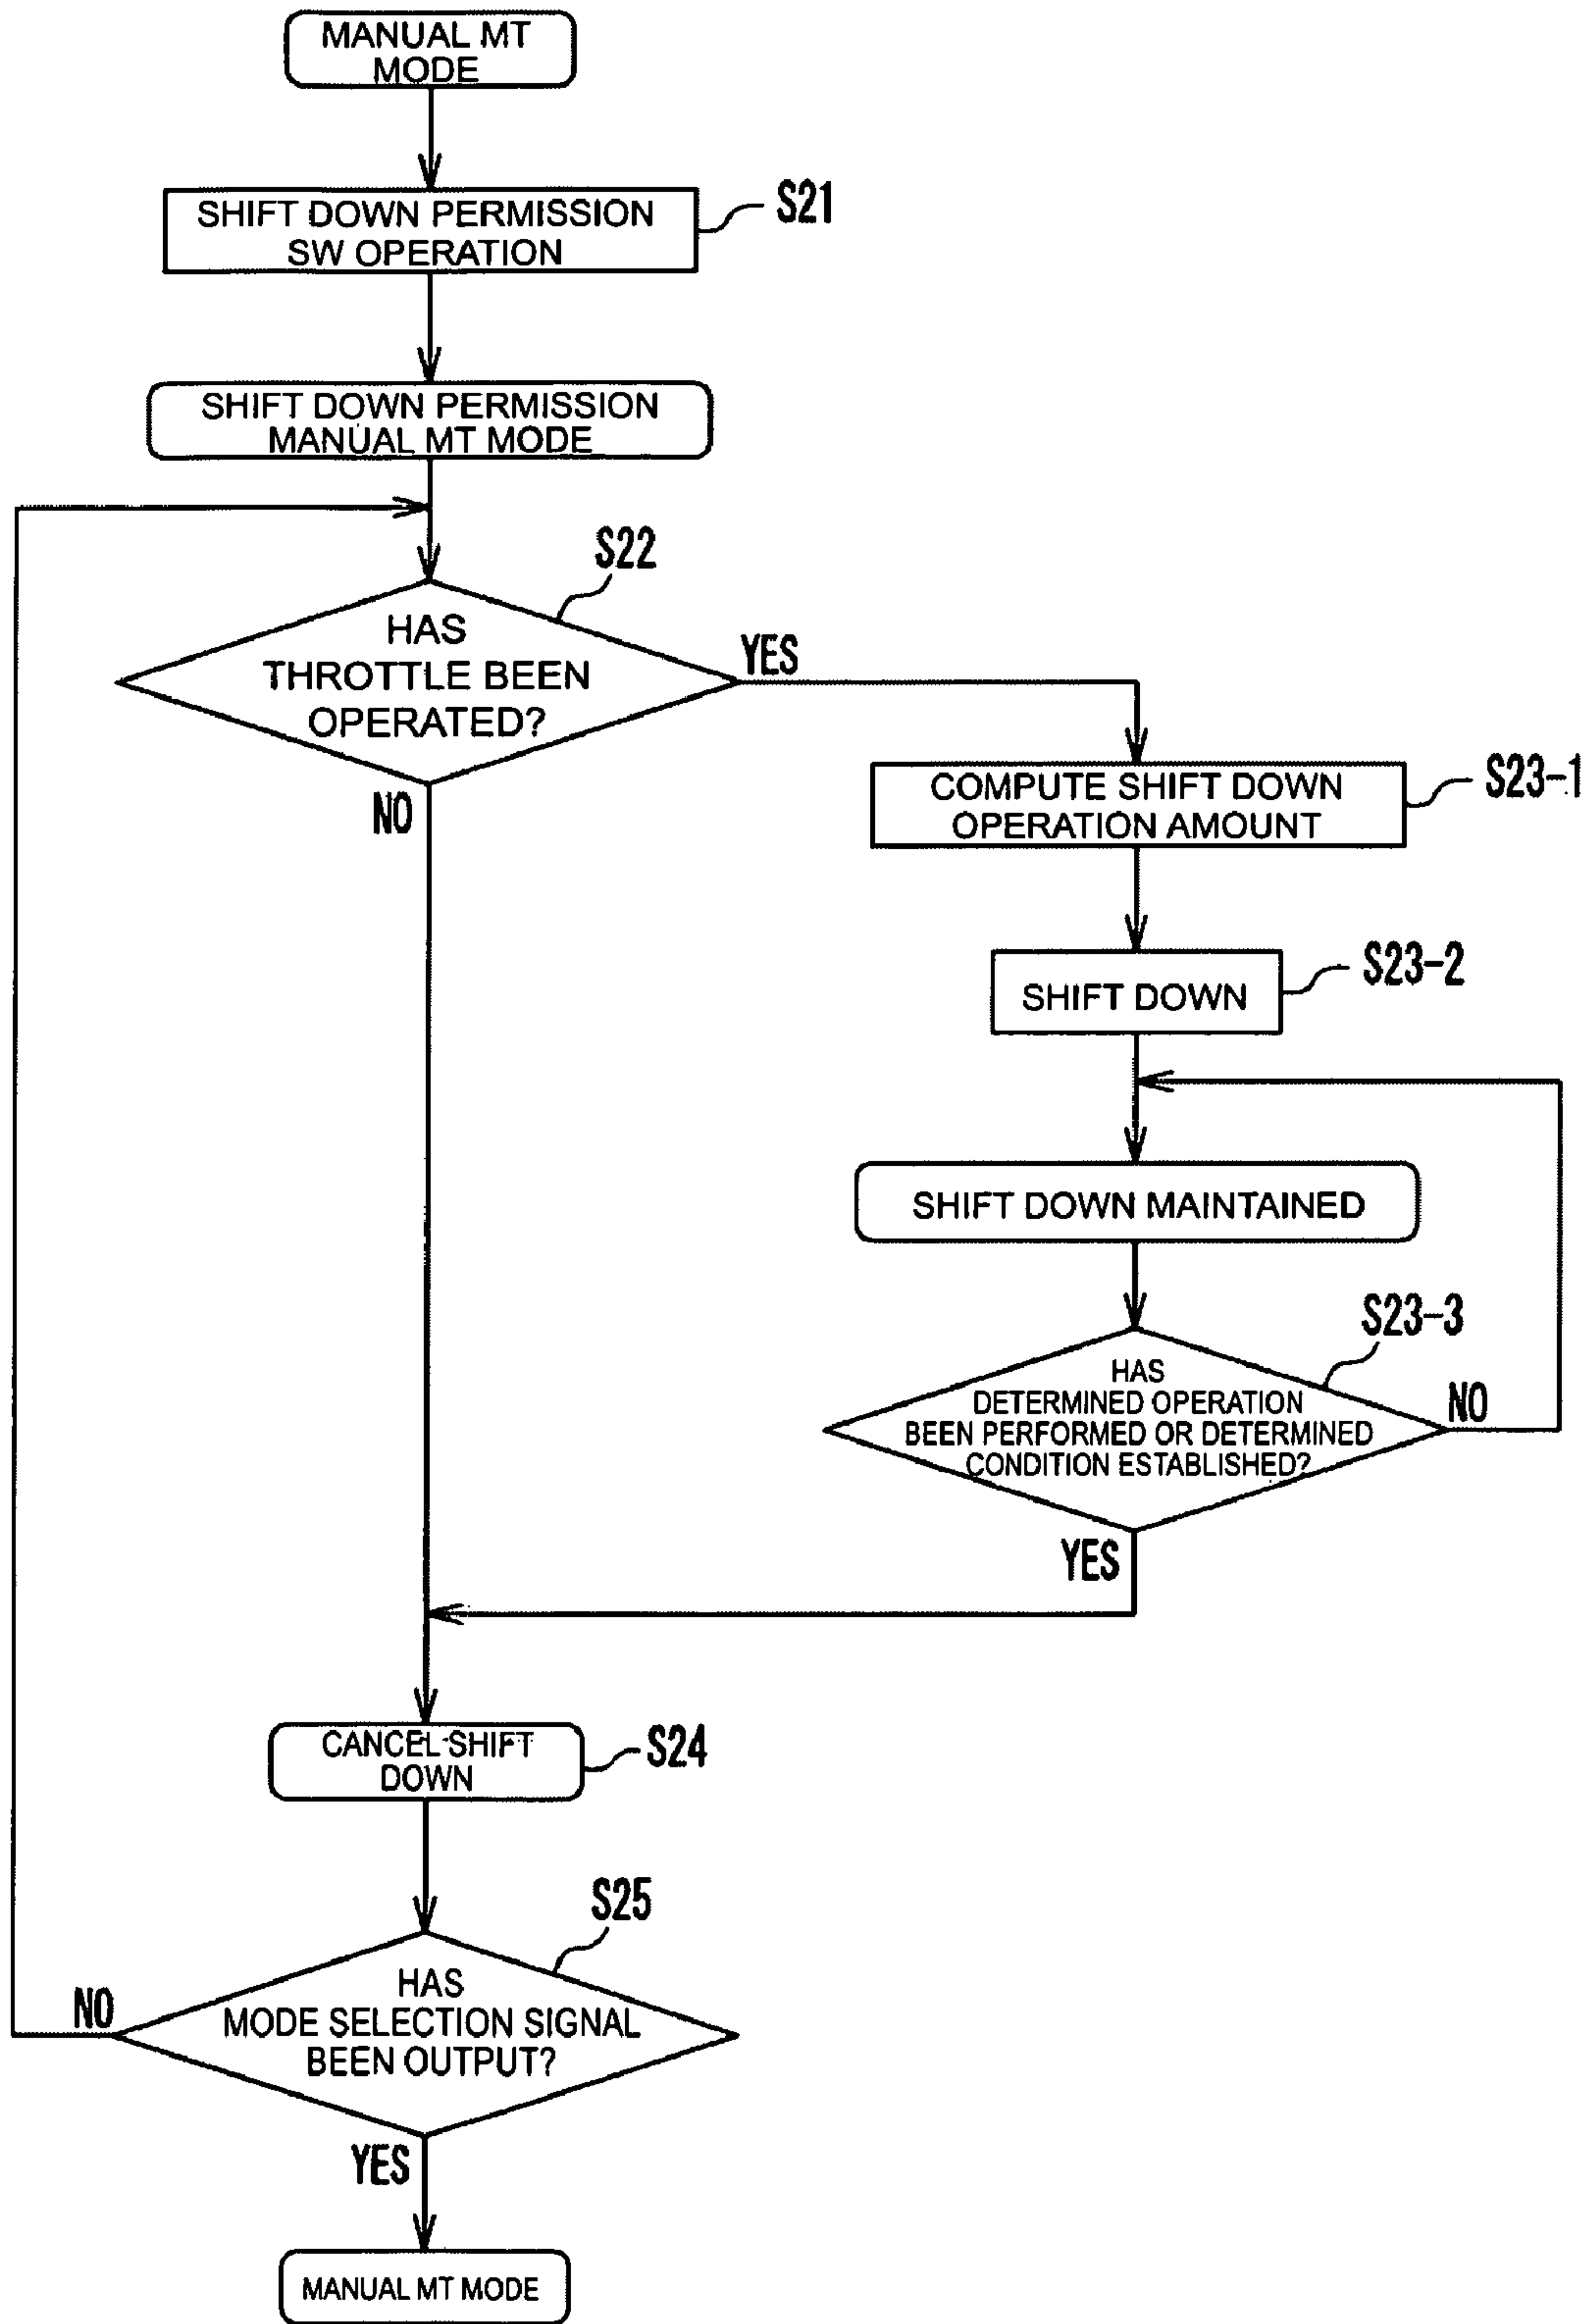 MANUAL MT
MODE
SHIFT DOWN PERMISSION
SW OPERATION
S21
SHIFT DOWN PERMISSION
MANUAL MT MODE
S22
HAS
THROTTLE BEEN
OPERATED?
YES
NO
COMPUTE SHIFT DOWN
OPERATION AMOUNT
S23-1
SHIFT DOWN
S23-2
SHIFT DOWN MAINTAINED
S23-3
HAS
DETERMINED OPERATION
BEEN PERFORMED OR DETERMINED
CONDITION ESTABLISHED?
NO
YES
CANCEL SHIFT
DOWN
S24
S25
HAS
MODE SELECTION SIGNAL
BEEN OUTPUT?
NO
YES
MANUAL MT MODE